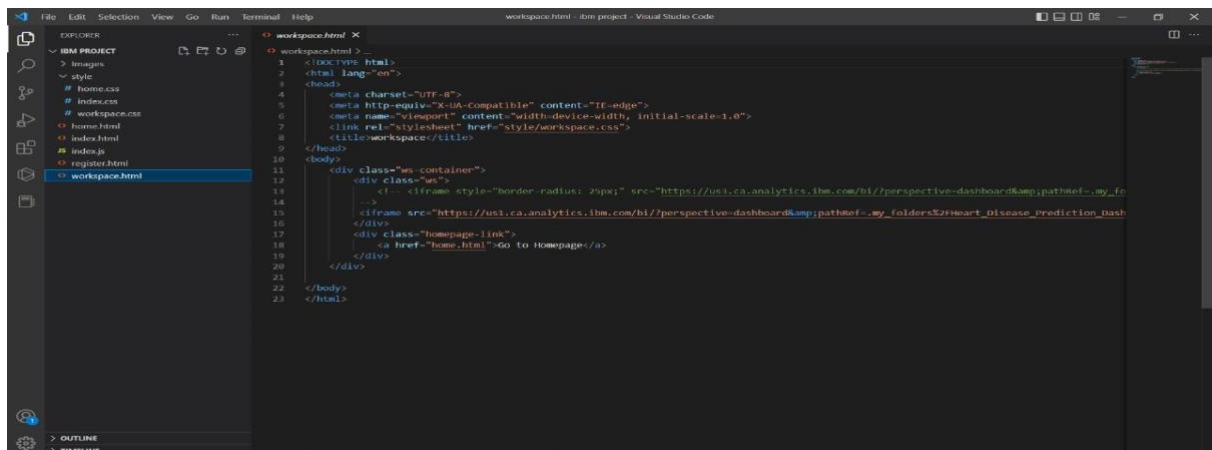 File Edit Selection View Go Run Terminal Help
workspace.html - ibm project - Visual Studio Code
EXPLORER
IBM PROJECT
Images
style
# home.css
# index.css
# workspace.css
<> home.html
<> index.html
JS index.js
<> register.html
<> workspace.html
OUTLINE
<> workspace.html ×
<> workspace.html > ...
1 <!DOCTYPE html>
2 <html lang="en">
3 <head>
4 <meta charset="UTF-8">
5 <meta http-equiv="X-UA-Compatible" content="IE=edge">
6 <meta name="viewport" content="width=device-width, initial-scale=1.0">
7 <link rel="stylesheet" href="style/workspace.css">
8 <title>workspace</title>
9 </head>
10 <body>
11 <div class="ws-container">
12 <div class="ws">
13 <!-- <iframe style="border-radius: 25px;" src="https://us3.ca.analytics.ibm.com/bi/?perspective=dashboard&amp;pathRef=.my_fo
14 -->
15 <iframe src="https://us1.ca.analytics.ibm.com/bi/?perspective=dashboard&amp;pathRef=.my_folders%2FHeart_Disease_Prediction_Dash
16 </div>
17 <div class="homepage-link">
18 <a href="home.html">Go to Homepage</a>
19 </div>
20 </div>
21
22 </body>
23 </html>